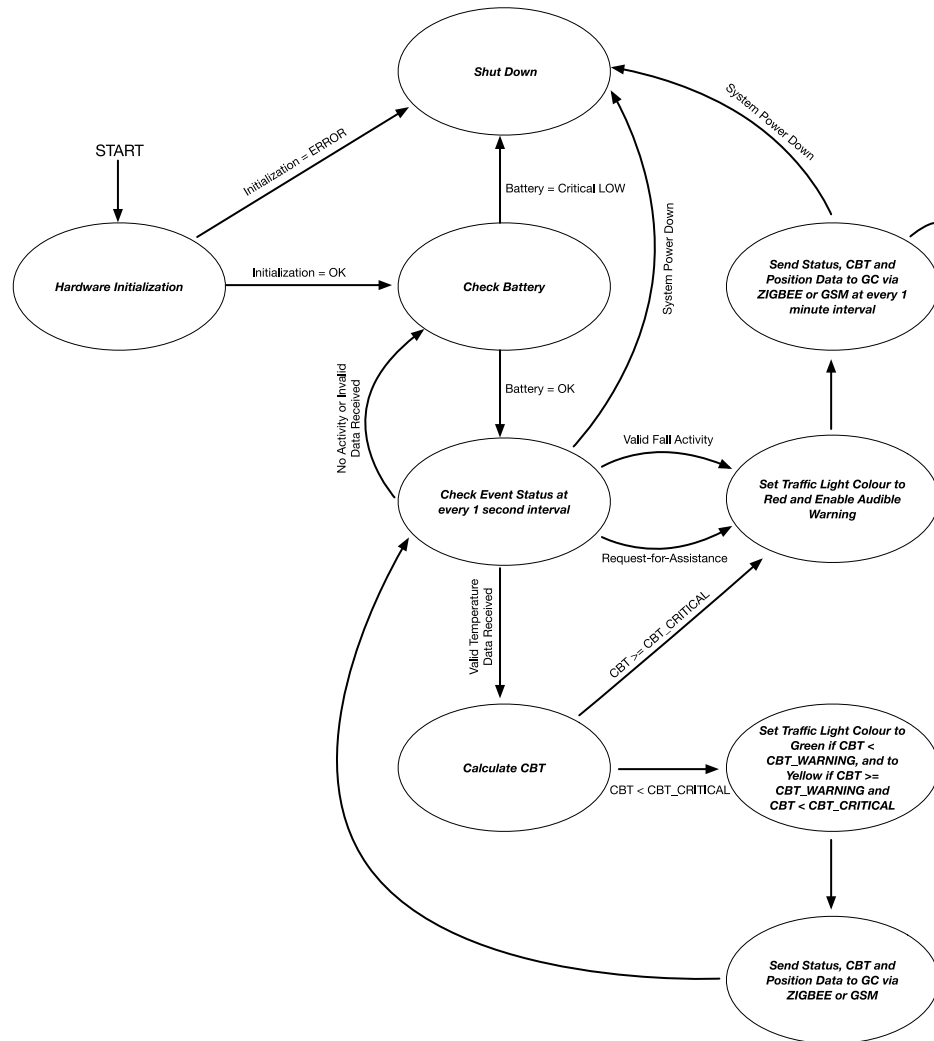 Shut Down
System Power Down
START
Initialization = ERROR
Battery = Critical LOW
System Power Down
Hardware Initialization
Initialization = OK
Check Battery
Send Status, CBT and
Position Data to GC via
ZIGBEE or GSM at every 1
minute interval
No Activity or Invalid
Data Received
Battery = OK
Valid Fall Activity
Check Event Status at
every 1 second interval
Set Traffic Light Colour to
Red and Enable Audible
Warning
Request-for-Assistance
Valid Temperature
Data Received
CBT >= CBT_CRITICAL
Calculate CBT
CBT < CBT_CRITICAL
Set Traffic Light Colour to
Green if CBT <
CBT_WARNING, and to
Yellow if CBT >=
CBT_WARNING and
CBT < CBT_CRITICAL
Send Status, CBT and
Position Data to GC via
ZIGBEE or GSM